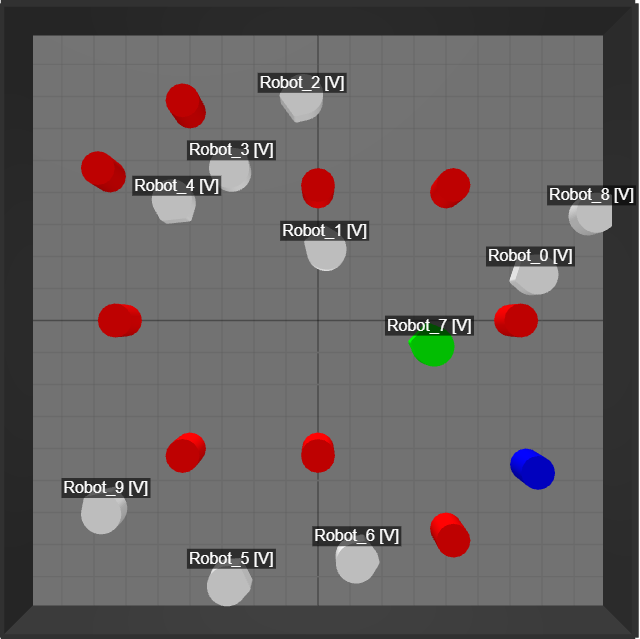 Robot_2 [V]
Robot_3 [V]
Robot_4 [V]
Robot_8 [V]
Robot_1 [V]
Robot_0 [V]
Robot_7 [V]
Robot_9 [V]
Robot_6 [V]
Robot_5 [V]